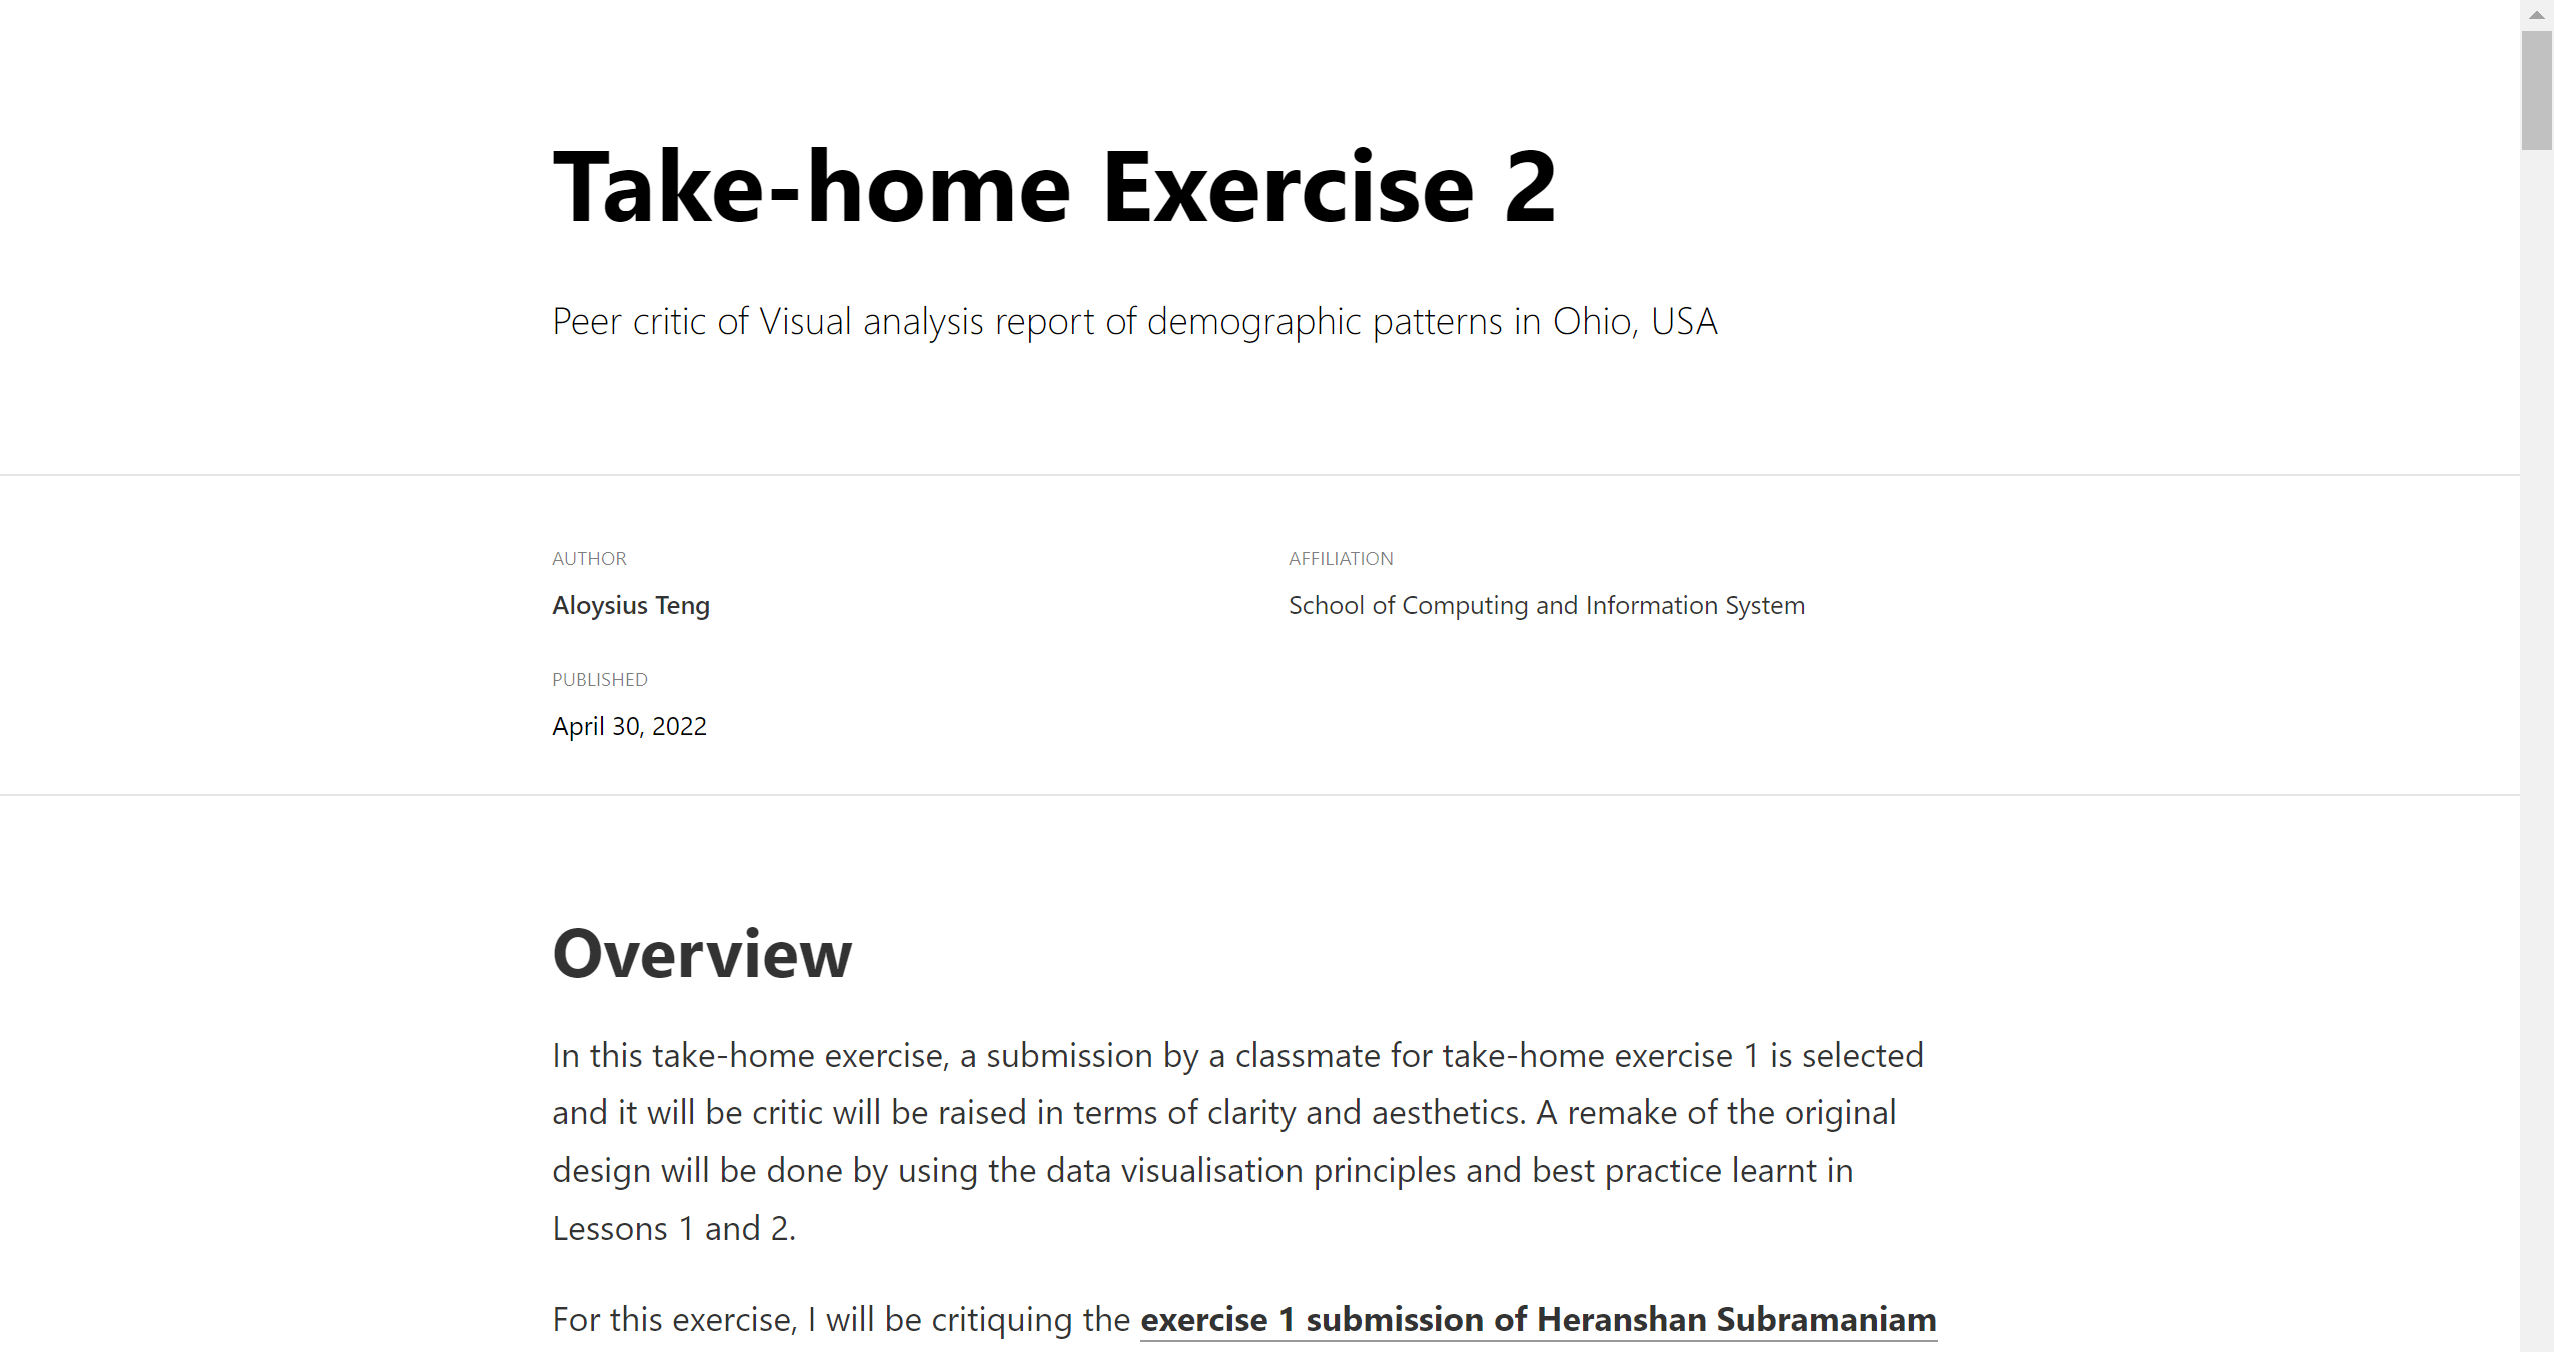 Take-home Exercise 2
Peer critic of Visual analysis report of demographic patterns in Ohio, USA
AUTHOR
Aloysius Teng
AFFILIATION
School of Computing and Information System
PUBLISHED
April 30, 2022
Overview
In this take-home exercise, a submission by a classmate for take-home exercise 1 is selected
and it will be critic will be raised in terms of clarity and aesthetics. A remake of the original
design will be done by using the data visualisation principles and best practice learnt in
Lessons 1 and 2.
For this exercise, I will be critiquing the exercise 1 submission of Heranshan Subramaniam